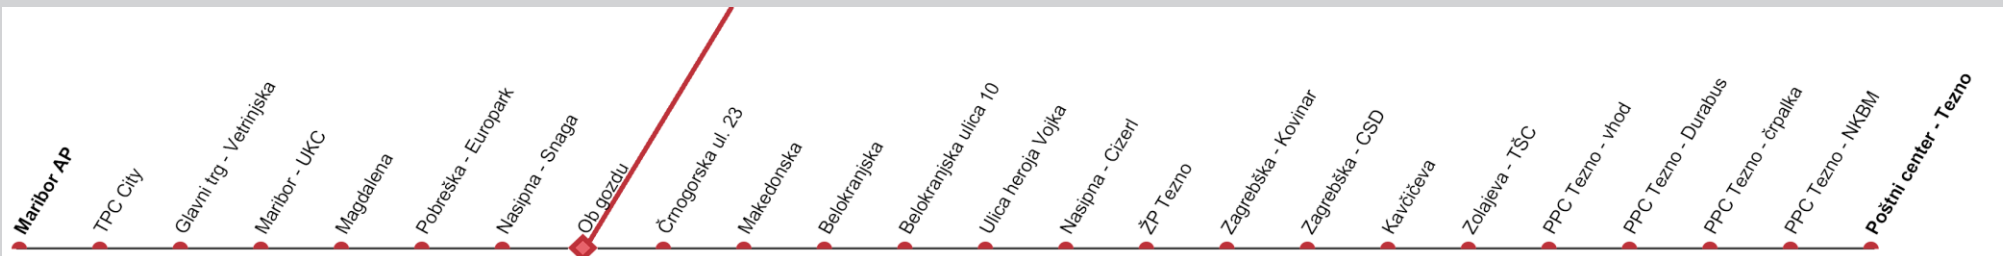 Maribor AP
TPC City
Glavni trg - Vetrinjska
Maribor - UKC
Magdalena
Pobreška - Europark
Nasipna - Snaga
Ob gozdu
Črnogorska ul. 23
Makedonska
Belokranjska
Belokranjska ulica 10
Ulica heroja Vojka
Nasipna - Cizerl
ŽP Tezno
Zagrebška - Kovinar
Zagrebška - CSD
Kavčičeva
Zolajeva - TŠC
PPC Tezno - vhod
PPC Tezno - Durabus
PPC Tezno - črpalka
PPC Tezno - NKBM
Poštni center - Tezno